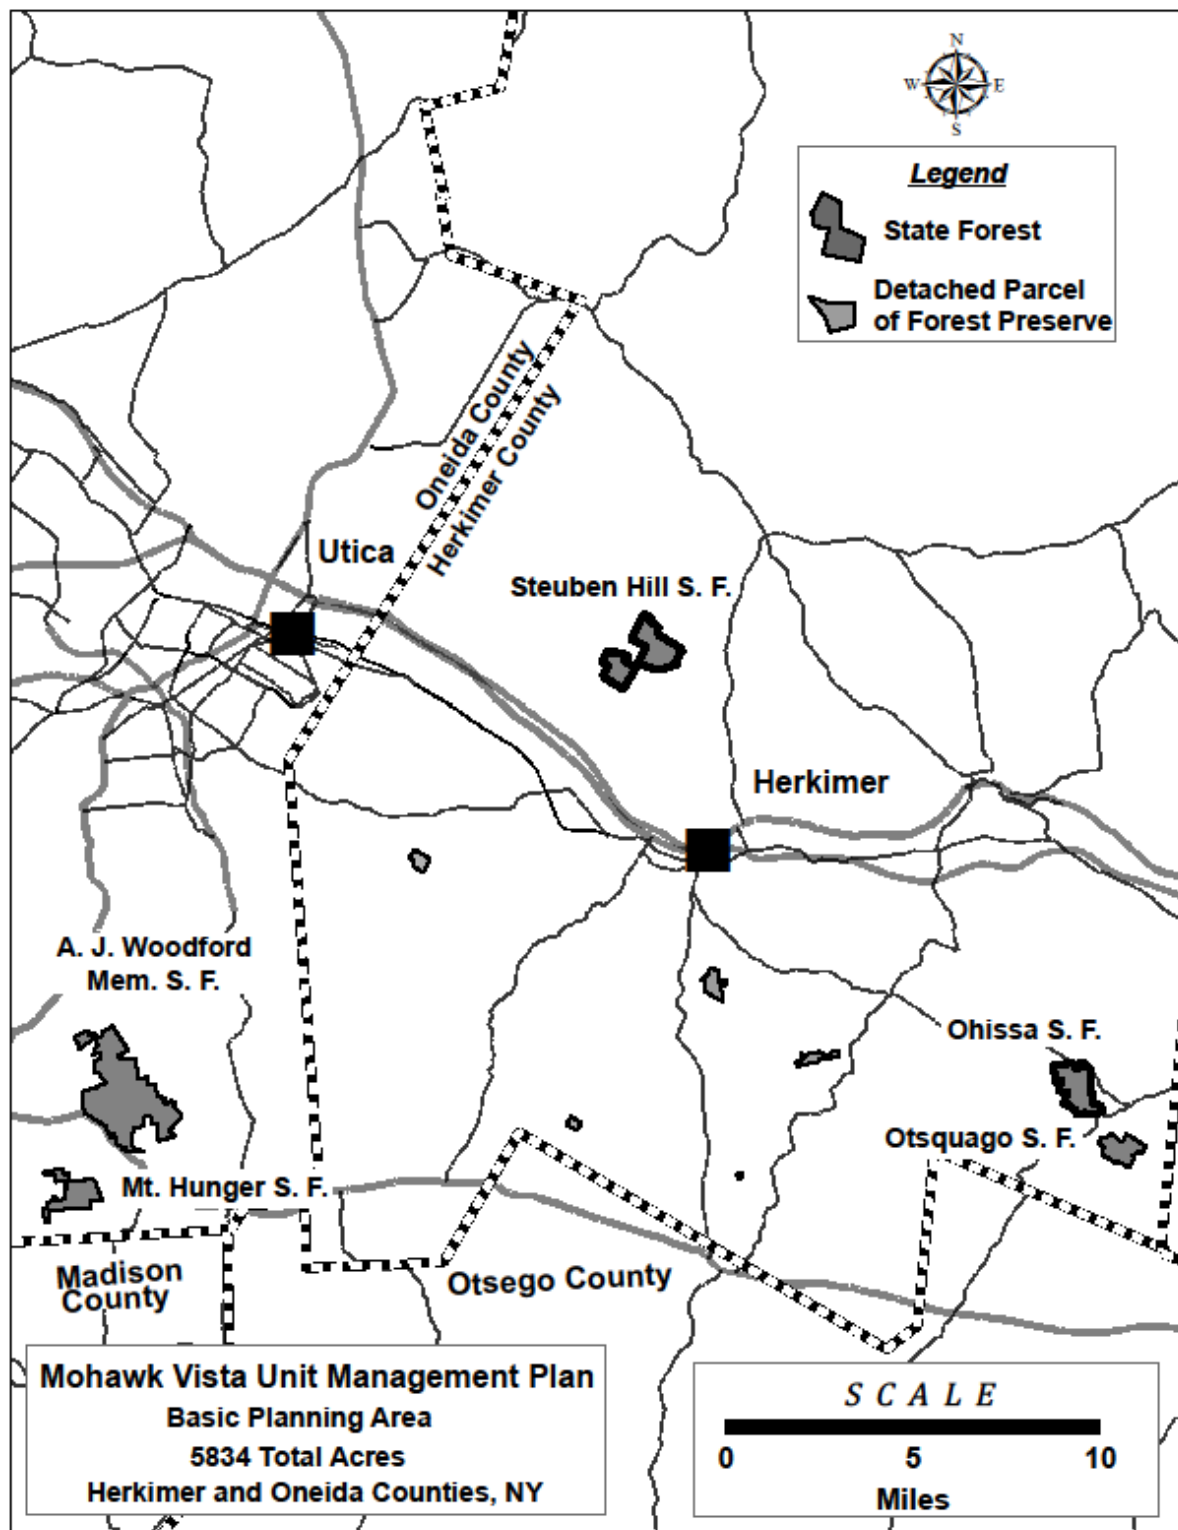 N
W E
S
Legend
State Forest
Detached Parcel
of Forest Preserve
Oneida County
Herkimer County
Utica
Steuben Hill S. F.
Herkimer
A. J. Woodford
Mem. S. F.
Ohissa S. F.
Otsquago S. F.
Mt. Hunger S. F.
Madison
County
Otsego County
Mohawk Vista Unit Management Plan
Basic Planning Area
5834 Total Acres
Herkimer and Oneida Counties, NY
SCALE
0 5 10
Miles